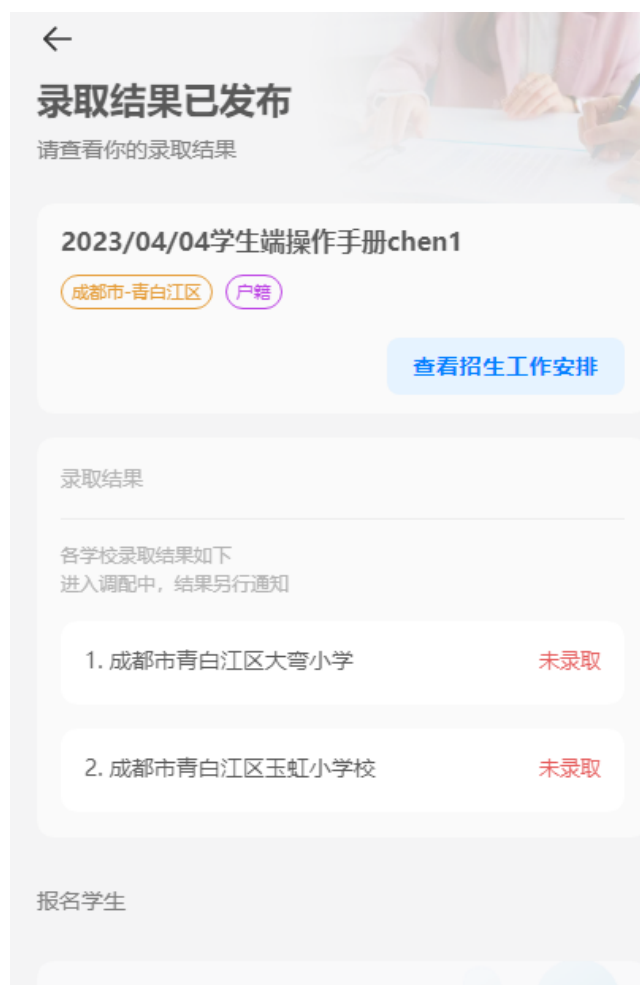 录取结果已发布
请查看你的录取结果
2023/04/04学生端操作手册chen1
成都市-青白江区 户籍
查看招生工作安排
录取结果
各学校录取结果如下
进入调配中，结果另行通知
1. 成都市青白江区大弯小学 未录取
2. 成都市青白江区玉虹小学校 未录取
报名学生